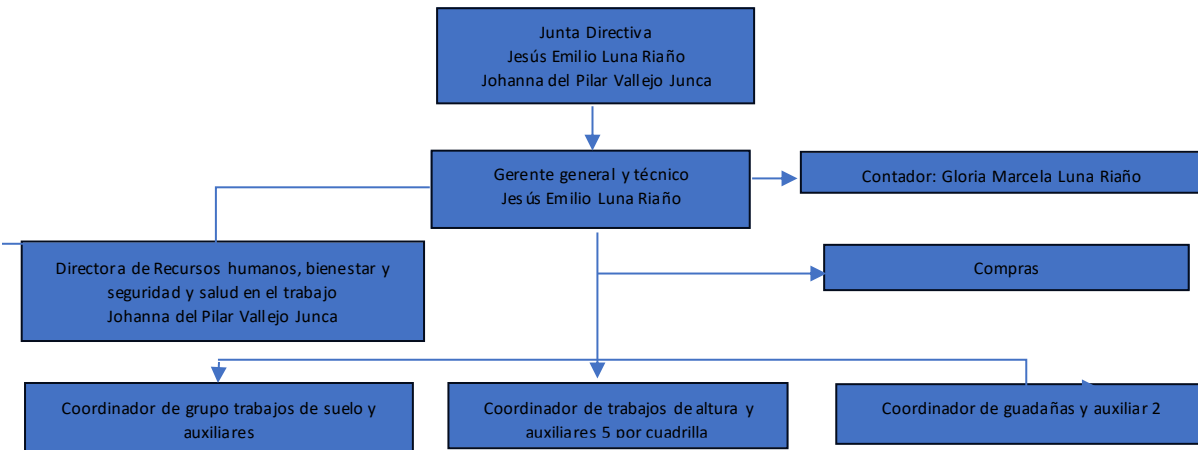 Junta Directiva
Jesús Emilio Luna Riaño
Johanna del Pilar Vallejo Junca
Gerente general y técnico
Jesús Emilio Luna Riaño
Contador: Gloria Marcela Luna Riaño
Directora de Recursos humanos, bienestar y
seguridad y salud en el trabajo
Johanna del Pilar Vallejo Junca
Compras
Coordinador de grupo trabajos de suelo y
auxiliares
Coordinador de trabajos de altura y
auxiliares 5 por cuadrilla
Coordinador de guadañas y auxiliar 2